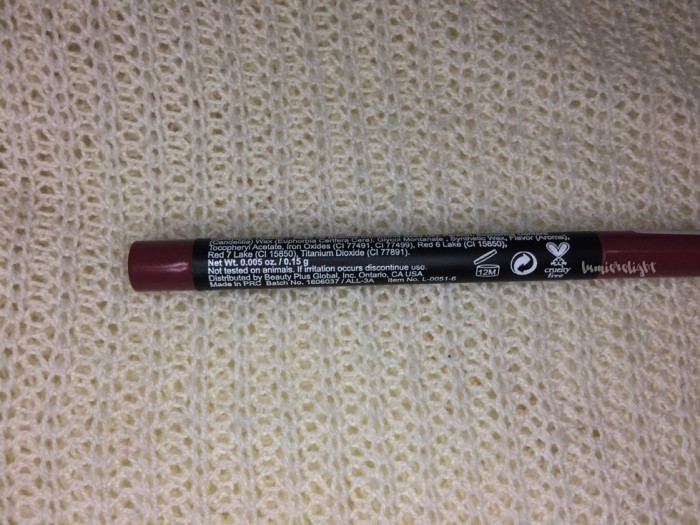 (Candelilla) Wax (Euphorbia Cerifera Cera), Glycol Montanate , Synthetic Wax, Flavor (Aroma),
Tocopheryl Acetate, Iron Oxides (CI 77491, CI 77499), Red 6 Lake (CI 15850),
Red 7 Lake (CI 15850), Titanium Dioxide (CI 77891).
Net Wt. 0.005 oz. / 0.15 g
Not tested on animals. If irritation occurs discontinue use.
Distributed by Beauty Plus Global, Inc. Ontario, CA USA
Made in PRC Batch No. 1606037 / ALL-3A Item No. L-0051-6
12M
cruelty
free
lumierelight